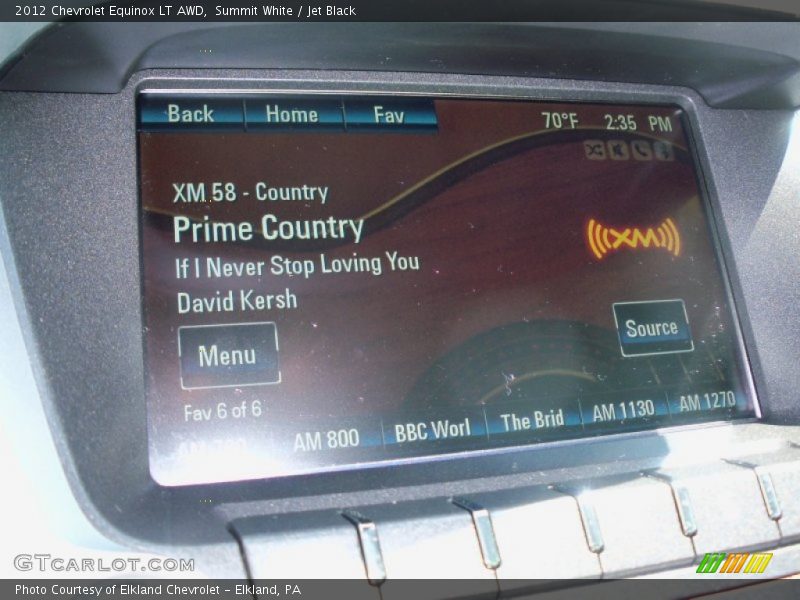 2012 Chevrolet Equinox LT AWD,  Summit White / Jet Black
Back Home Fav 70°F 2:35 PM
XM 58 - Country
Prime Country
XM
If I Never Stop Loving You
David Kersh
Source
Menu
Fav 6 of 6
AM 800 BBC Worl The Brid AM 1130 AM 1270
GTcarlot.com
Photo Courtesy of Elkland Chevrolet – Elkland, PA